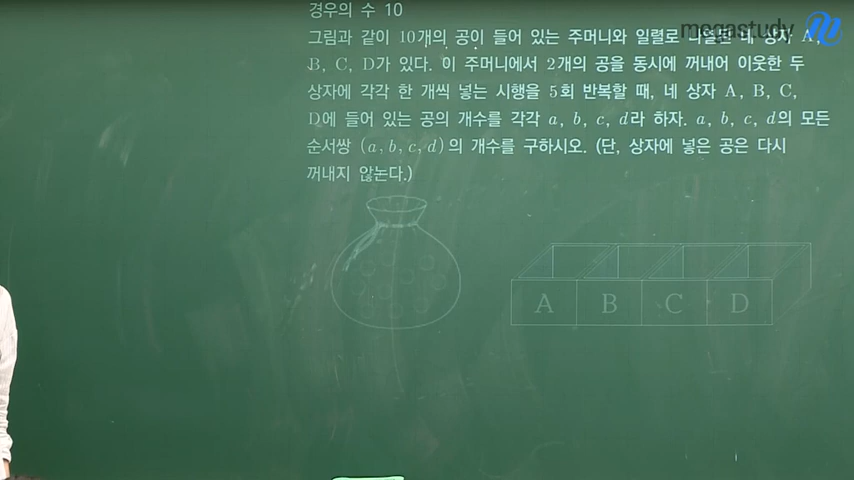 경우의 수 10
megastudy
그림과 같이 10개의 공이 들어 있는 주머니와 일렬로 네 상자 A,
B, C, D가 있다. 이 주머니에서 2개의 공을 동시에 꺼내어 이웃한 두
상자에 각각 한 개씩 넣는 시행을 5회 반복할 때, 네 상자 A, B, C,
D에 들어 있는 공의 개수를 각각 a, b, c, d라 하자. a, b, c, d의 모든
순서쌍 (a, b, c, d)의 개수를 구하시오. (단, 상자에 넣은 공은 다시
꺼내지 않는다.)
A B C D